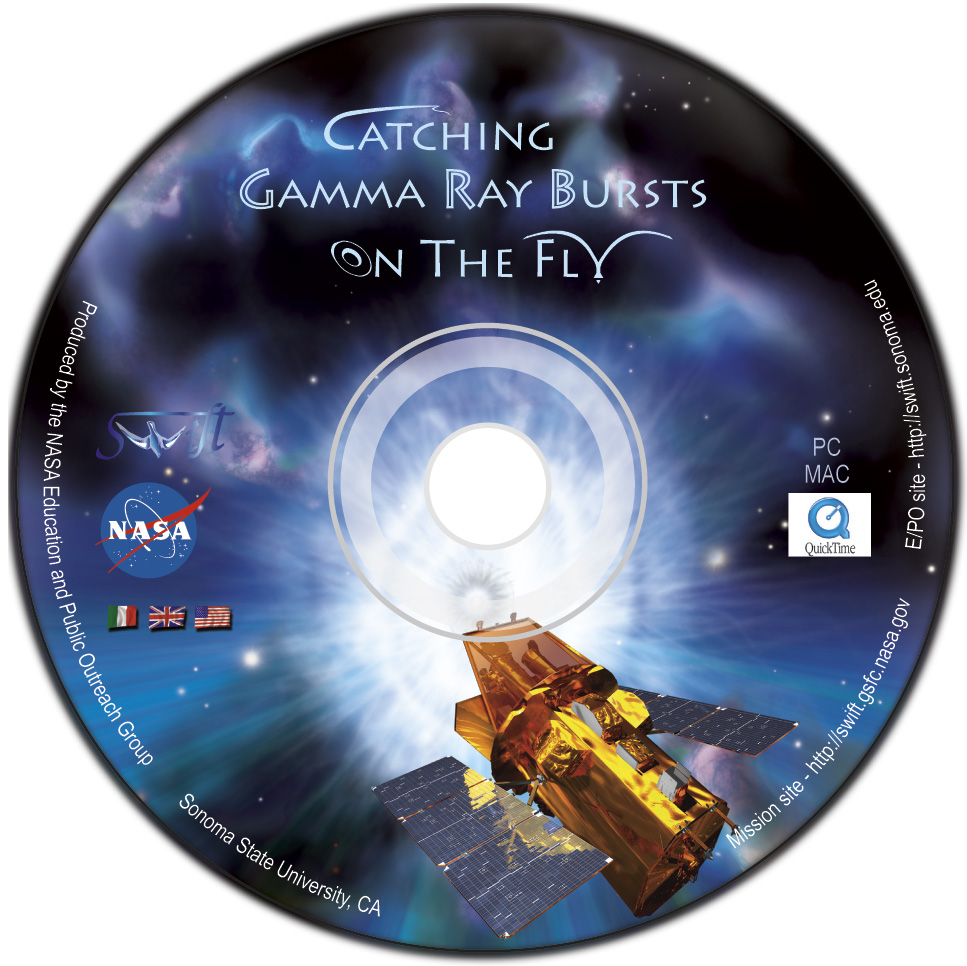 CATCHING
GAMMA RAY BURSTS
ON THE FLY
Produced by the NASA Education and Public Outreach Group
swift
NASA
PC
MAC
QuickTime
E/PO site - http://swift.sonoma.edu
Mission site - http://swift.gsfc.nasa.gov
Sonoma State University, CA